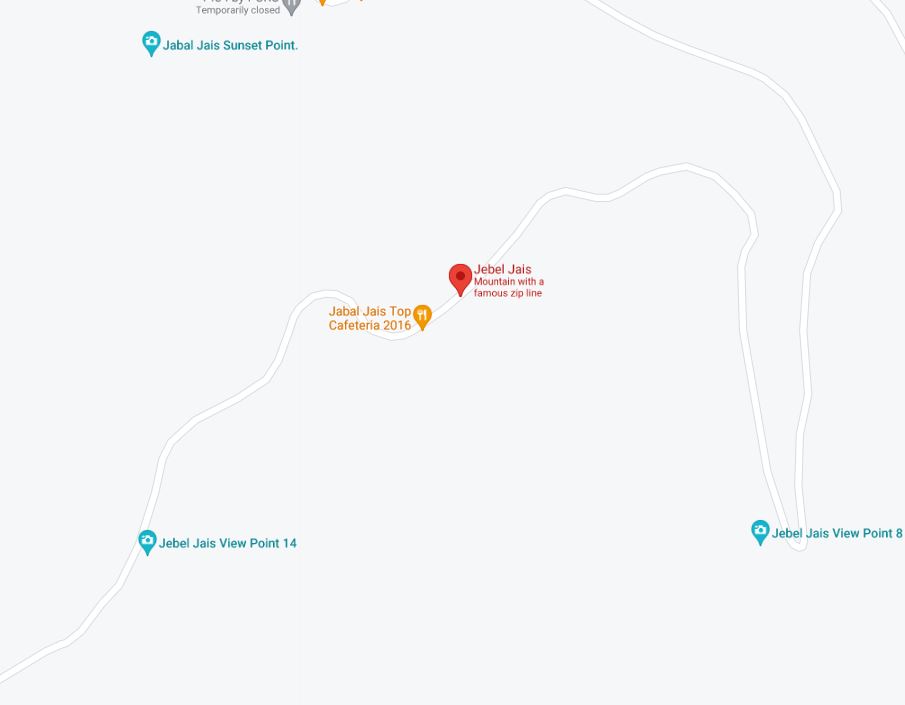 Temporarily closed
Jabal Jais Sunset Point.
Jebel Jais
Mountain with a
famous zip line
Jabal Jais Top
Cafeteria 2016
Jebel Jais View Point 8
Jebel Jais View Point 14